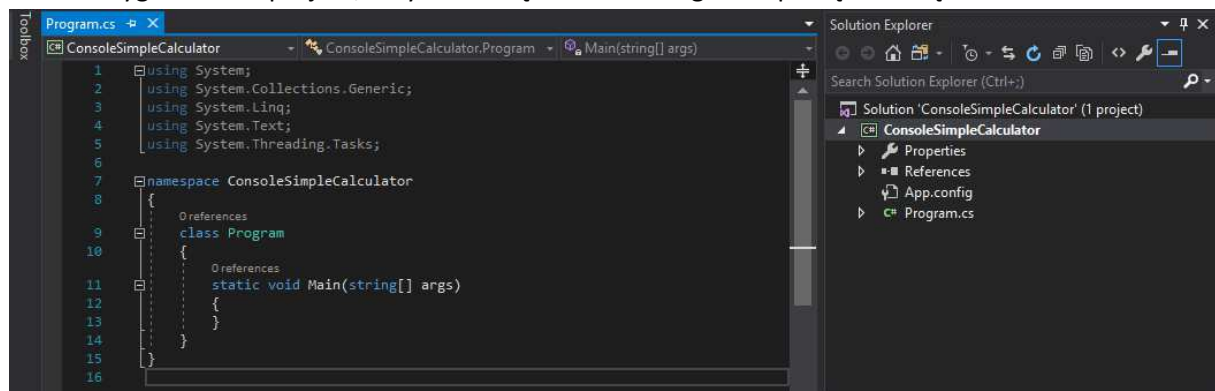 Toolbox
Program.cs
ConsoleSimpleCalculator
ConsoleSimpleCalculator.Program
Main(string[] args)
1 using System;
2 using System.Collections.Generic;
3 using System.Linq;
4 using System.Text;
5 using System.Threading.Tasks;
6
7 namespace ConsoleSimpleCalculator
8 {
0 references
9 class Program
10 {
0 references
11 static void Main(string[] args)
12 {
13 }
14 }
15 }
16
Solution Explorer
Search Solution Explorer (Ctrl+;)
Solution 'ConsoleSimpleCalculator' (1 project)
C# ConsoleSimpleCalculator
Properties
References
App.config
C# Program.cs